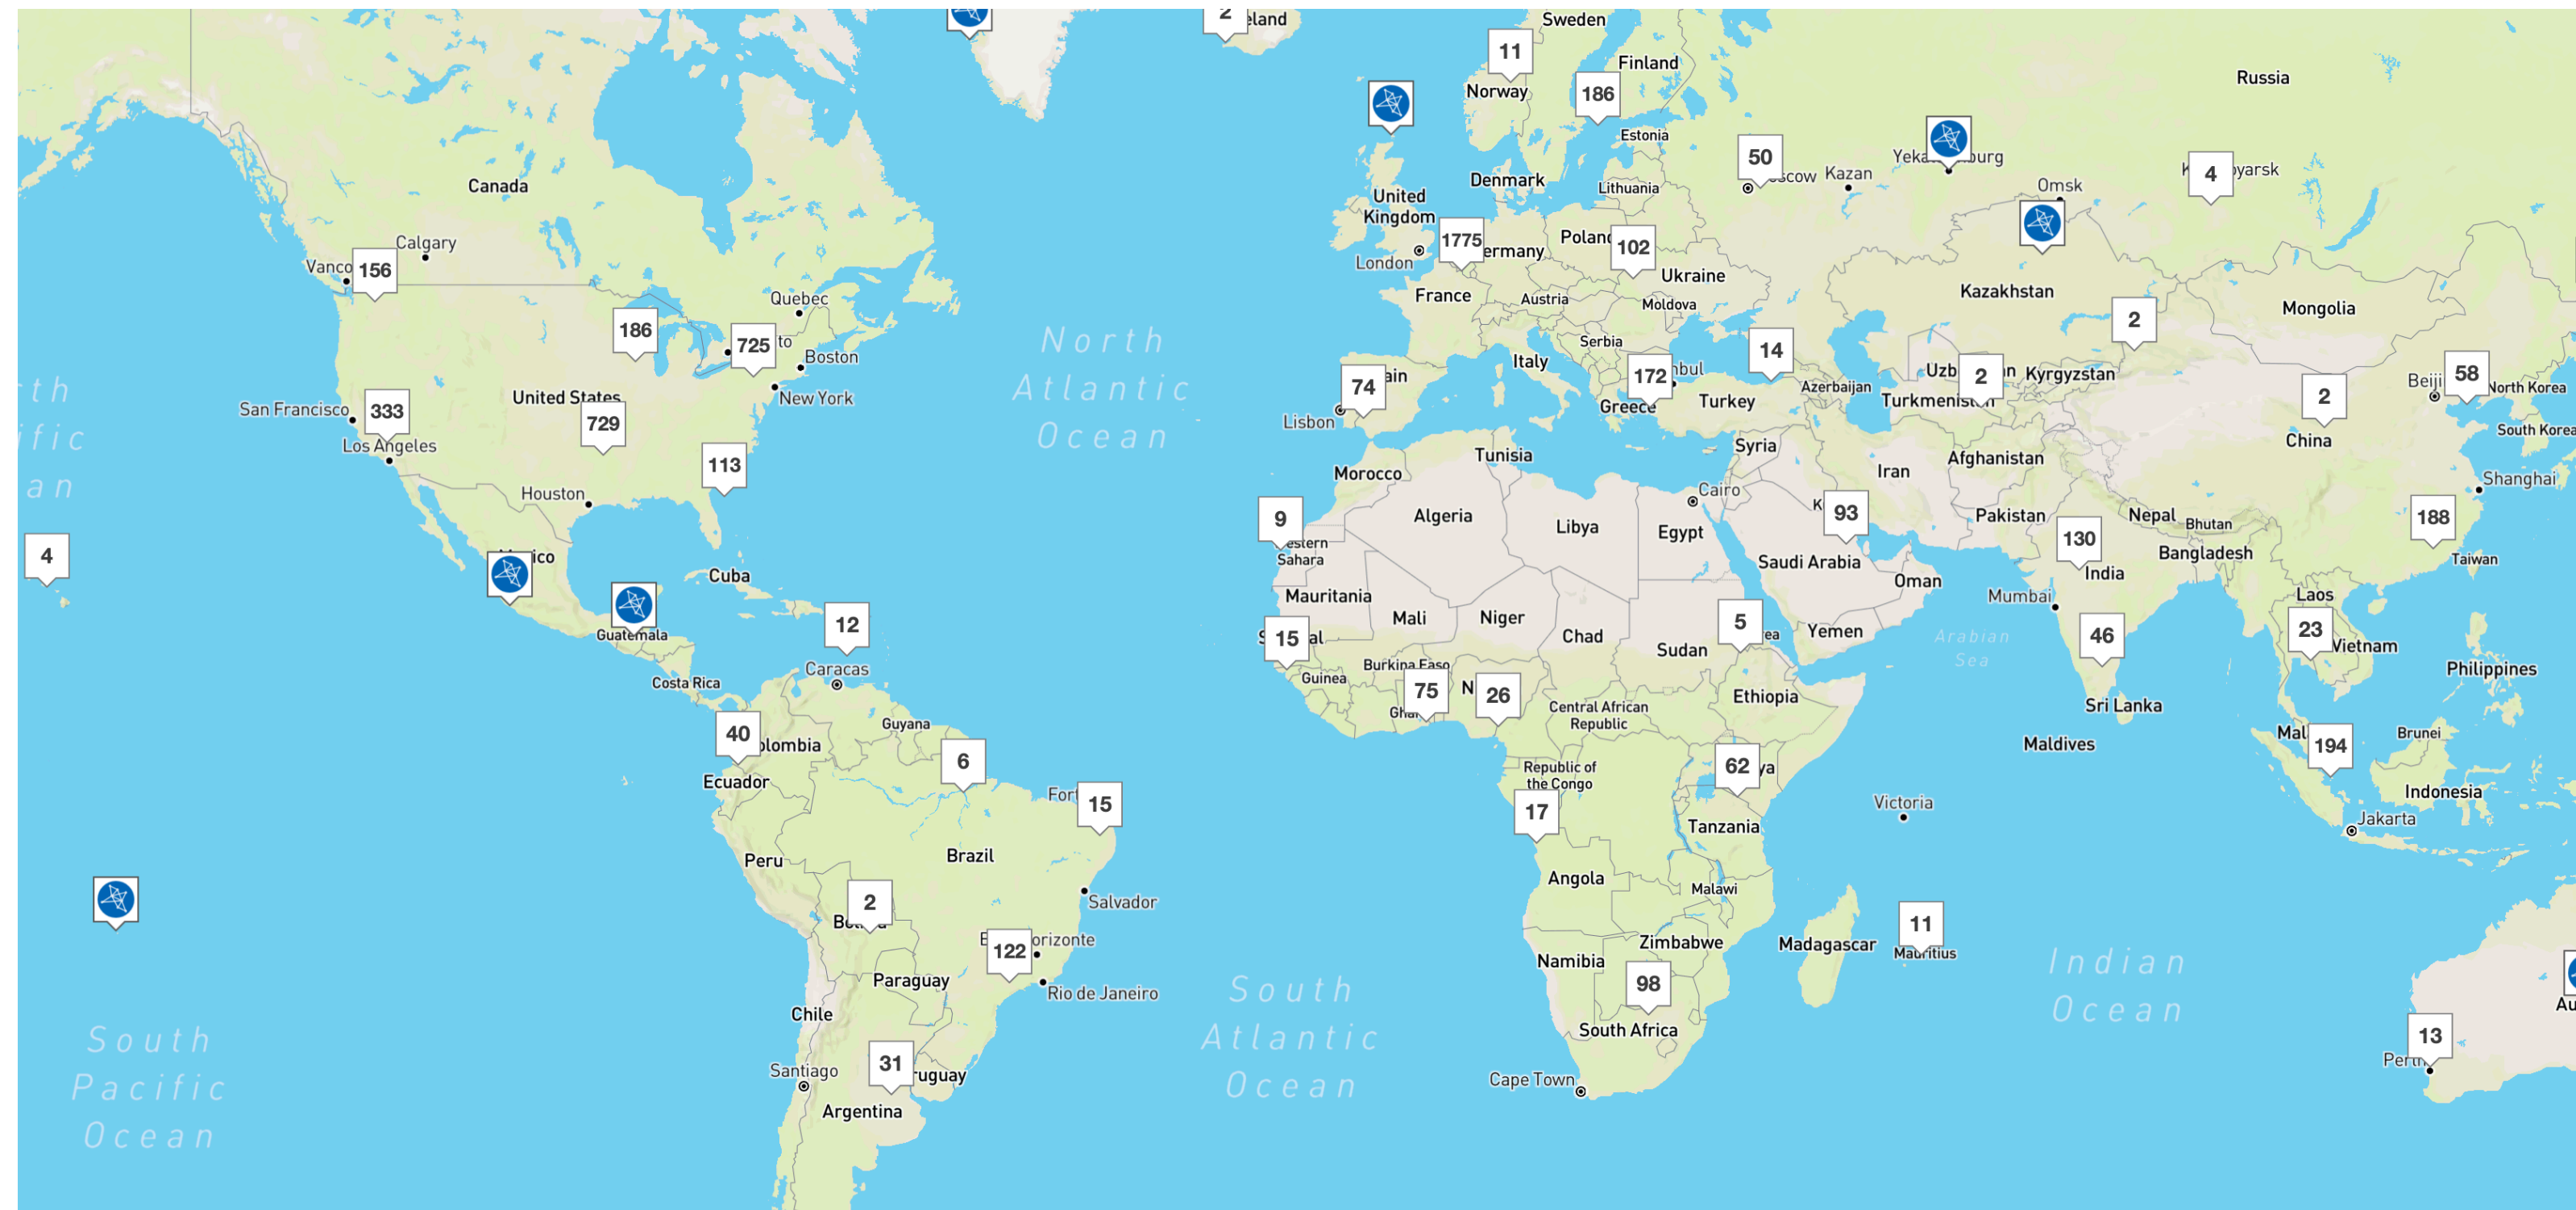 2
eland
Sweden
11
Finland
Russia
Norway
186
Estonia
50
scow
Kazan
4
Denmark
Lithuania
Omsk
Canada
United
Kingdom
1775
Poland
102
Calgary
London
Ukraine
156
France
Austria
Moldova
Kazakhstan
Mongolia
Quebec
2
186
725
Boston
Serbia
14
North
Atlantic
Ocean
Italy
172
Azerbaijan
2
Kyrgyzstan
58
North Korea
United States
New York
74
Lisbon
Greece
Turkey
2
San Francisco
333
729
China
South Korea
Los Angeles
113
Tunisia
Syria
Iran
Afghanistan
Morocco
Houston
Cairo
Shanghai
9
Algeria
Libya
Egypt
93
Pakistan
Nepal
Bhutan
188
130
Sahara
Saudi Arabia
India
Bangladesh
Taiwan
4
Cuba
Mauritania
Oman
Mumbai
Laos
12
15
Mali
Niger
Chad
Sudan
5
Yemen
Arabian
Sea
46
23
Vietnam
Guatemala
Caracas
Burkina Faso
Philippines
Costa Rica
Guinea
75
26
Ethiopia
Guyana
Central African
Republic
Sri Lanka
40
olombia
Maldives
194
Brunei
Ecuador
6
Republic of
the Congo
62
ya
Indonesia
15
17
Victoria
Jakarta
Tanzania
Peru
Brazil
Angola
Malawi
2
Salvador
11
Mauritius
122
orizonte
Zimbabwe
Madagascar
Paraguay
Namibia
98
Indian
Ocean
Rio de Janeiro
South
Atlantic
Ocean
Chile
South Africa
13
Perth
South
Pacific
Ocean
Santiago
31
ruguay
Cape Town
Argentina